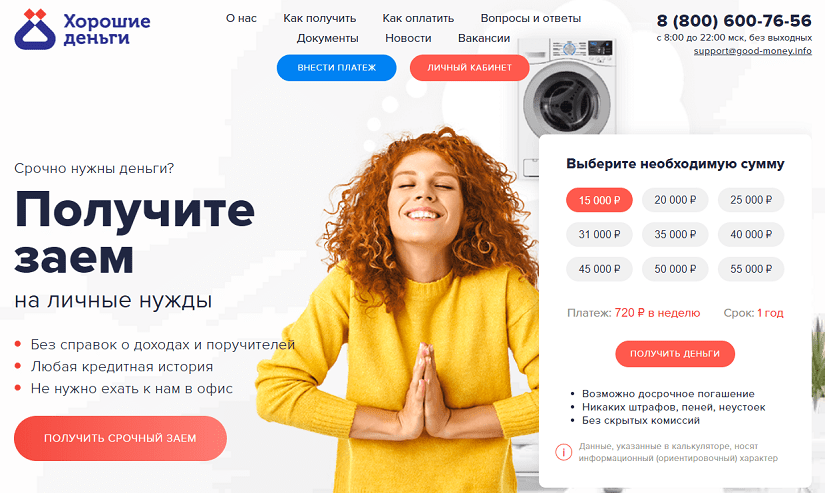 Хорошие
деньги
О нас Как получить Как оплатить Вопросы и ответы
Документы Новости Вакансии
ВНЕСТИ ПЛАТЕЖ ЛИЧНЫЙ КАБИНЕТ
8 (800) 600-76-56
с 8:00 до 22:00 мск, без выходных
support@good-money.info
Срочно нужны деньги?
Получите
заем
на личные нужды
Без справок о доходах и поручителей
Любая кредитная история
Не нужно ехать к нам в офис
ПОЛУЧИТЬ СРОЧНЫЙ ЗАЕМ
Выберите необходимую сумму
15 000 ₽ 20 000 ₽ 25 000 ₽
31 000 ₽ 35 000 ₽ 40 000 ₽
45 000 ₽ 50 000 ₽ 55 000 ₽
Платеж: 720 ₽ в неделю Срок: 1 год
ПОЛУЧИТЬ ДЕНЬГИ
Возможно досрочное погашение
Никаких штрафов, пеней, неустоек
Без скрытых комиссий
Данные, указанные в калькуляторе, носят
информационный (ориентировочный) характер